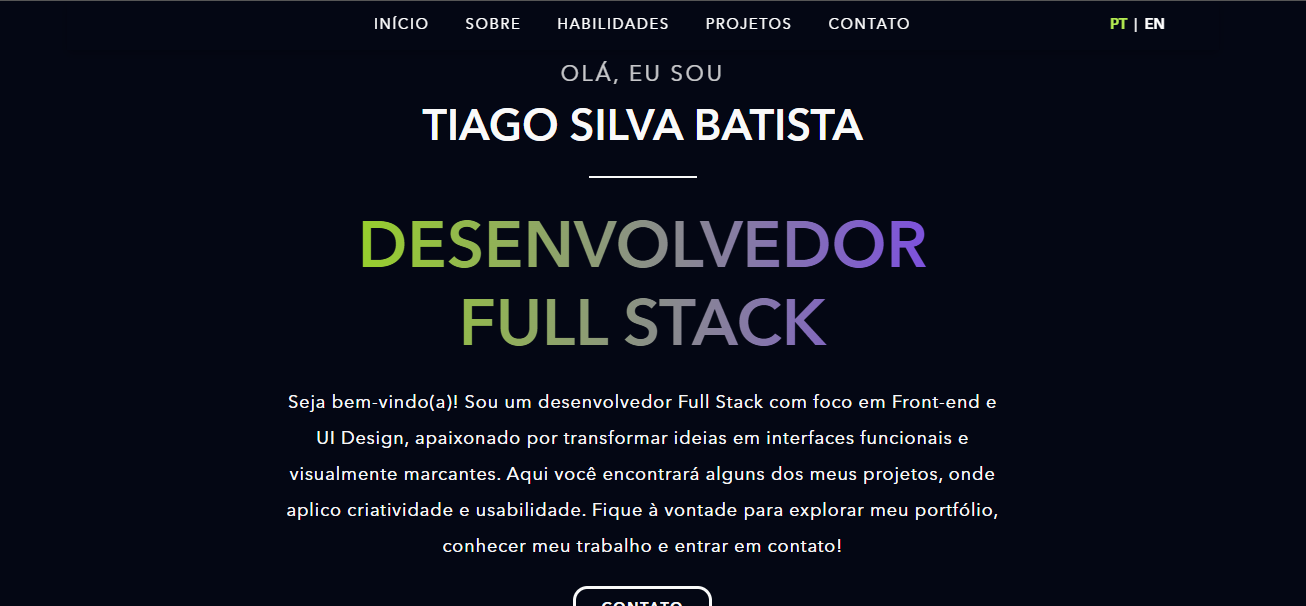 INÍCIO SOBRE HABILIDADES PROJETOS CONTATO PT | EN
OLÁ, EU SOU
TIAGO SILVA BATISTA
DESENVOLVEDOR
FULL STACK
Seja bem-vindo(a)! Sou um desenvolvedor Full Stack com foco em Front-end e
UI Design, apaixonado por transformar ideias em interfaces funcionais e
visualmente marcantes. Aqui você encontrará alguns dos meus projetos, onde
aplico criatividade e usabilidade. Fique à vontade para explorar meu portfólio,
conhecer meu trabalho e entrar em contato!
CONTATO